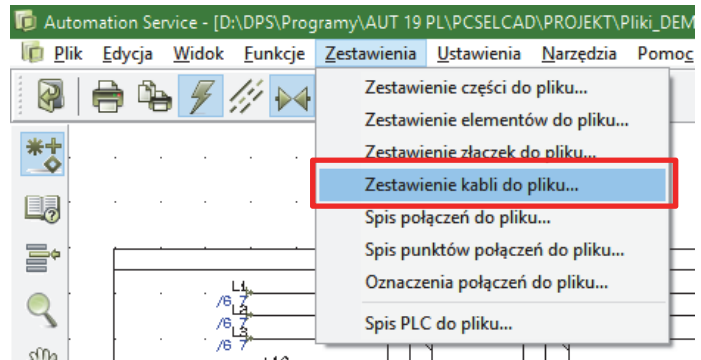 Automation Service - [D:\DPS\Programy\AUT 19 PL\PCSELCAD\PROJEKT\Pliki_DEM
Plik Edycja Widok Funkcje Zestawienia Ustawienia Narzędzia Pomoc
Zestawienie części do pliku...
Zestawienie elementów do pliku...
Zestawienie złączek do pliku...
Zestawienie kabli do pliku...
Spis połączeń do pliku...
Spis punktów połączeń do pliku...
Oznaczenia połączeń do pliku...
Spis PLC do pliku...
L1
/6.7
L2
/6.7
L3
/6.7